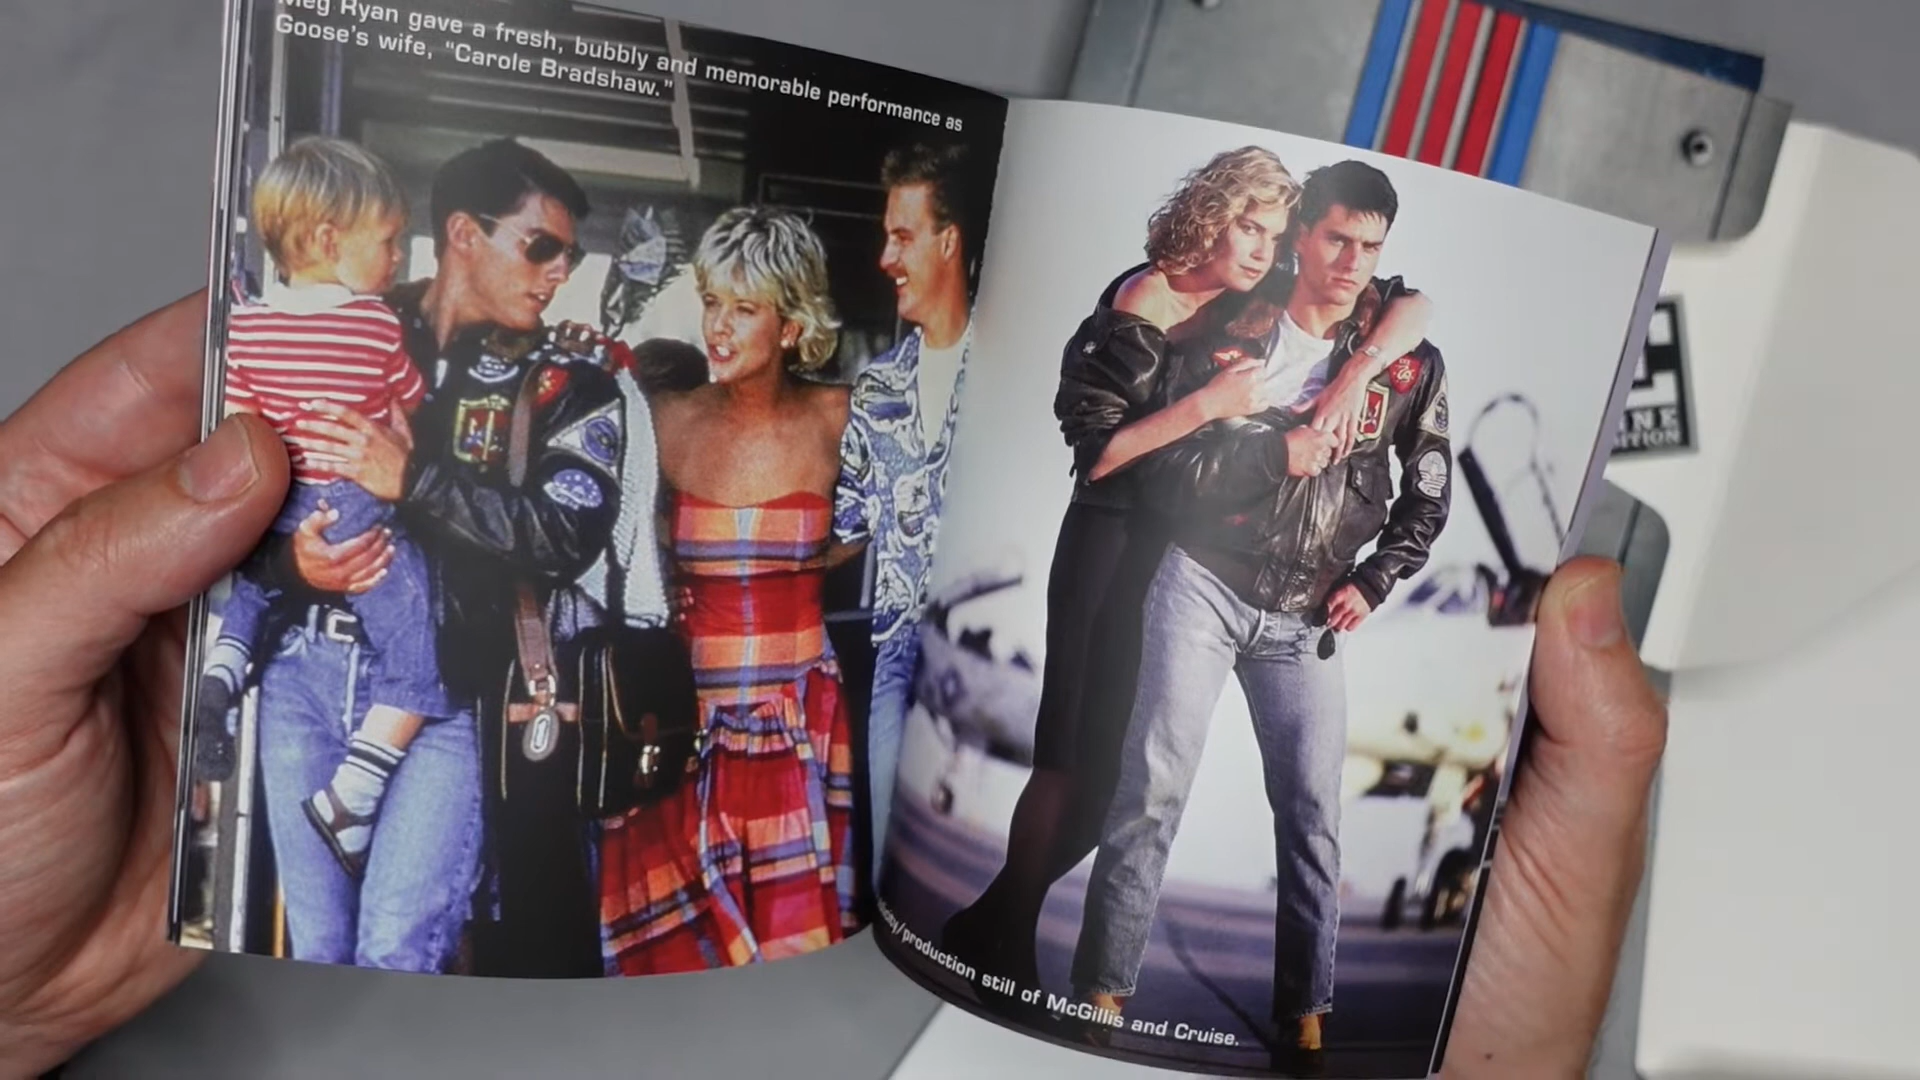 Meg Ryan gave a fresh, bubbly and memorable performance as
Goose's wife, "Carole Bradshaw."
production still of McGillis and Cruise.